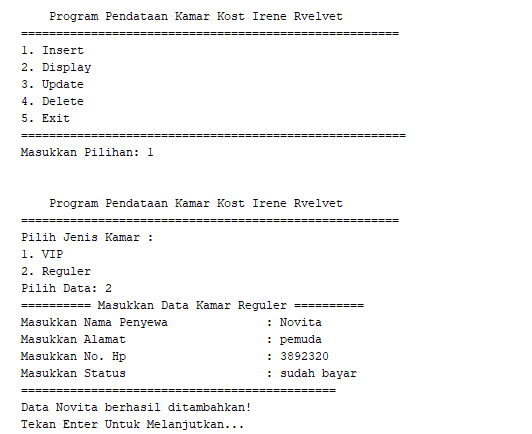 Program Pendataan Kamar Kost Irene Rvelvet
======================================================
1. Insert
2. Display
3. Update
4. Delete
5. Exit
=======================================================
Masukkan Pilihan: 1
Program Pendataan Kamar Kost Irene Rvelvet
======================================================
Pilih Jenis Kamar :
1. VIP
2. Reguler
Pilih Data: 2
========== Masukkan Data Kamar Reguler ==========
Masukkan Nama Penyewa : Novita
Masukkan Alamat : pemuda
Masukkan No. Hp : 3892320
Masukkan Status : sudah bayar
=============================================
Data Novita berhasil ditambahkan!
Tekan Enter Untuk Melanjutkan...